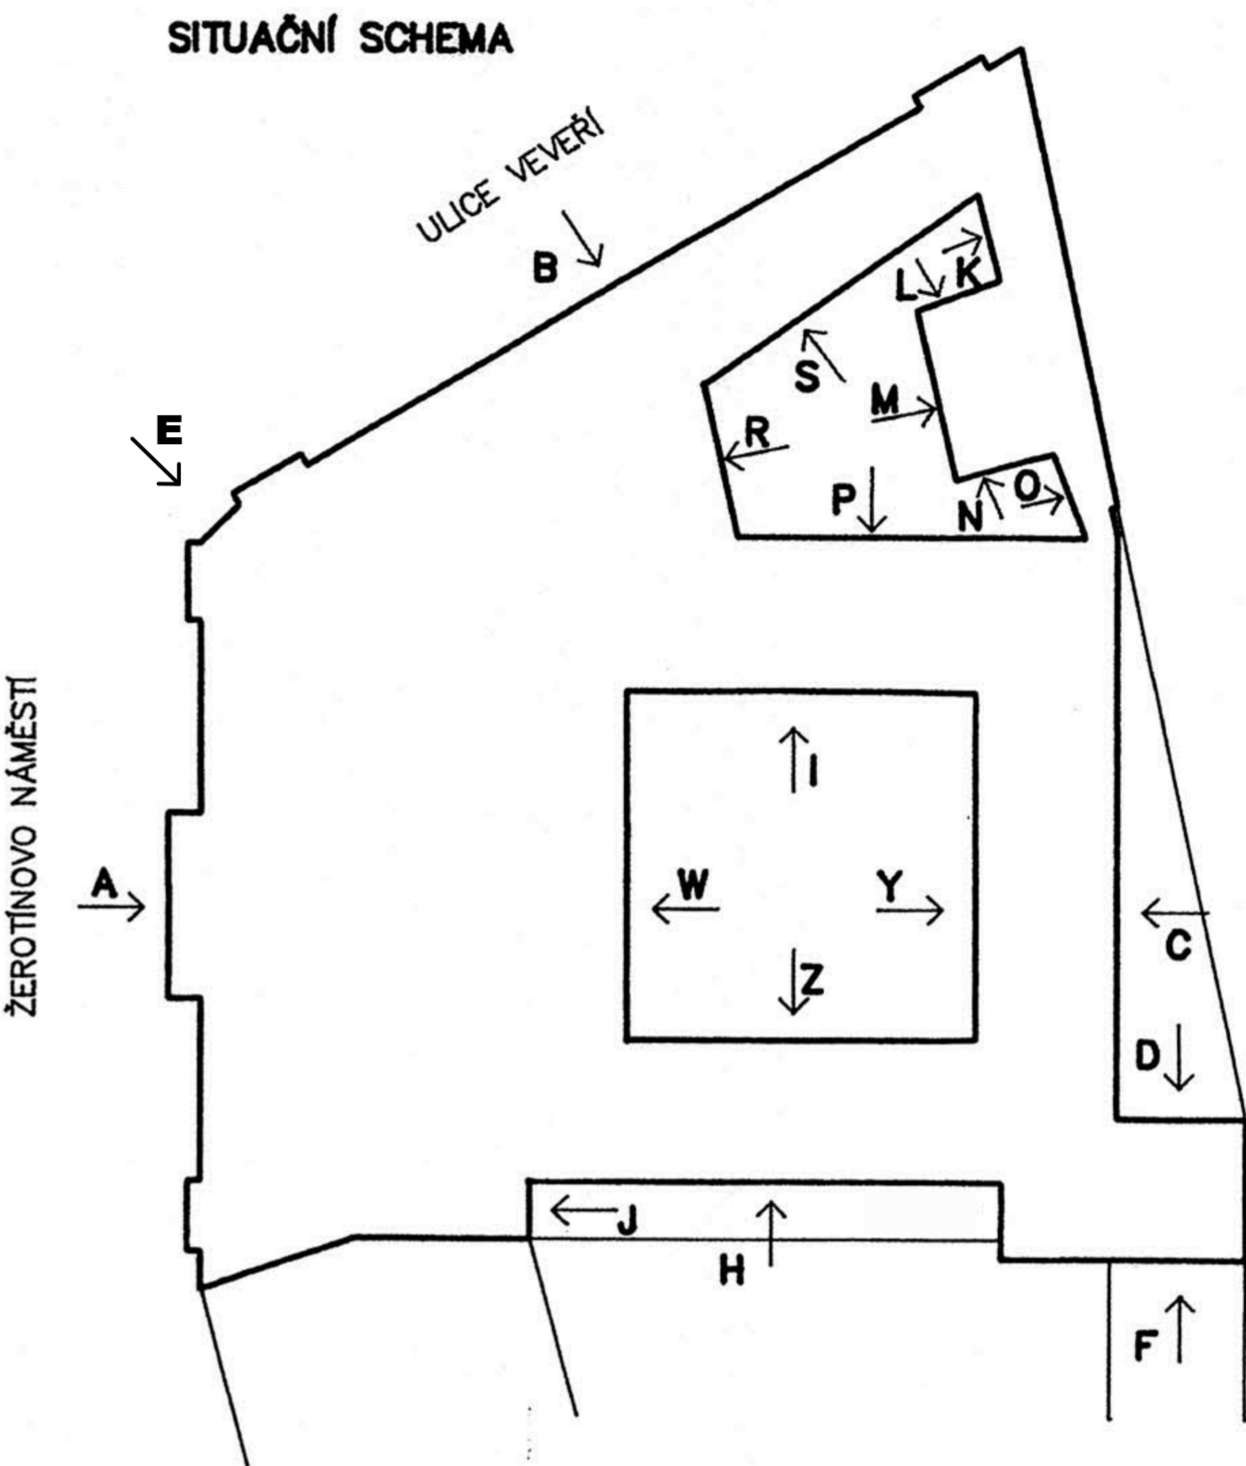 SITUAČNÍ SCHEMA
ULICE VEVEŘÍ
B
E
L
K
S
M
R
P
N
O
ŽEROTÍNOVO NÁMĚSTÍ
I
A
W
Y
C
Z
D
J
H
F